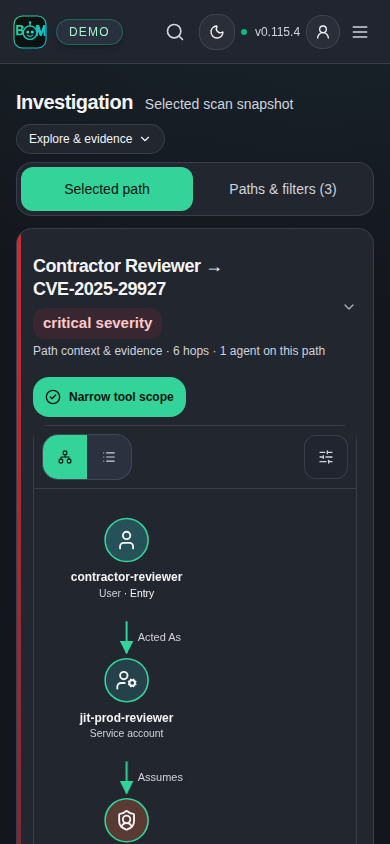 BOM
DEMO
v0.115.4
Investigation Selected scan snapshot
Explore & evidence
Selected path
Paths & filters (3)
Contractor Reviewer →
CVE-2025-29927
critical severity
Path context & evidence · 6 hops · 1 agent on this path
Narrow tool scope
contractor-reviewer
User · Entry
Acted As
jit-prod-reviewer
Service account
Assumes